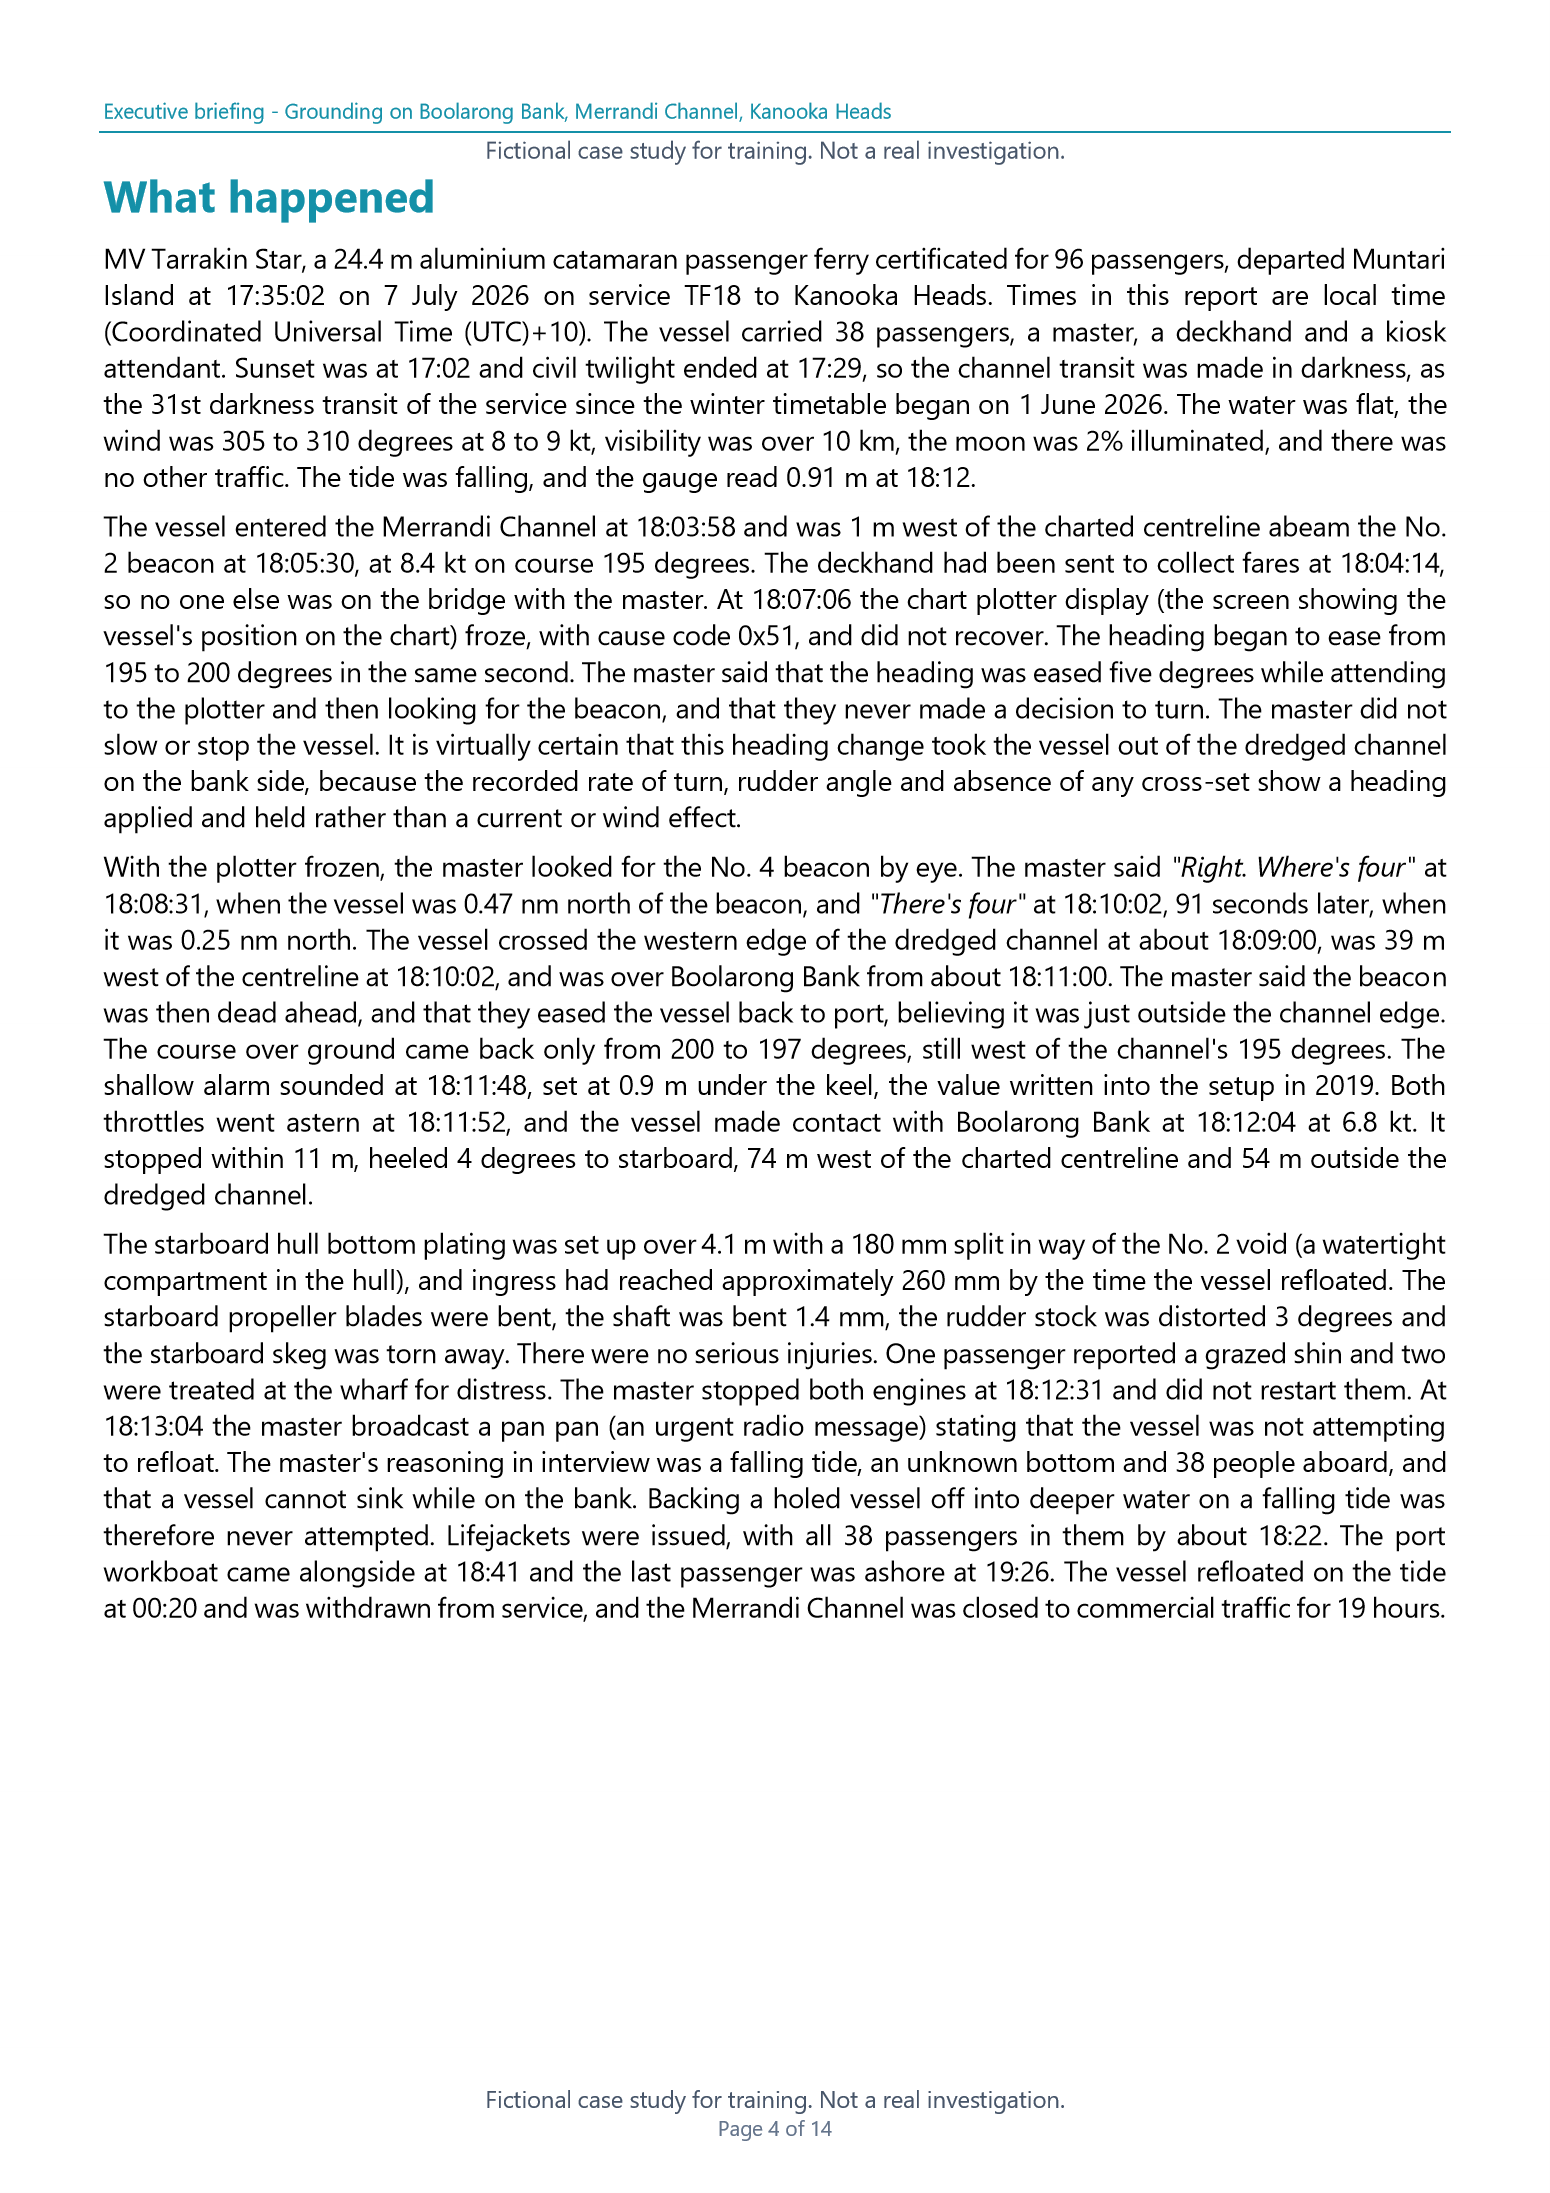 Executive briefing - Grounding on Boolarong Bank, Merrandi Channel, Kanooka Heads
Fictional case study for training. Not a real investigation.
What happened
MV Tarrakin Star, a 24.4 m aluminium catamaran passenger ferry certificated for 96 passengers, departed Muntari
Island at 17:35:02 on 7 July 2026 on service TF18 to Kanooka Heads. Times in this report are local time
(Coordinated Universal Time (UTC)+10). The vessel carried 38 passengers, a master, a deckhand and a kiosk
attendant. Sunset was at 17:02 and civil twilight ended at 17:29, so the channel transit was made in darkness, as
the 31st darkness transit of the service since the winter timetable began on 1 June 2026. The water was flat, the
wind was 305 to 310 degrees at 8 to 9 kt, visibility was over 10 km, the moon was 2% illuminated, and there was
no other traffic. The tide was falling, and the gauge read 0.91 m at 18:12.
The vessel entered the Merrandi Channel at 18:03:58 and was 1 m west of the charted centreline abeam the No.
2 beacon at 18:05:30, at 8.4 kt on course 195 degrees. The deckhand had been sent to collect fares at 18:04:14,
so no one else was on the bridge with the master. At 18:07:06 the chart plotter display (the screen showing the
vessel's position on the chart) froze, with cause code 0x51, and did not recover. The heading began to ease from
195 to 200 degrees in the same second. The master said that the heading was eased five degrees while attending
to the plotter and then looking for the beacon, and that they never made a decision to turn. The master did not
slow or stop the vessel. It is virtually certain that this heading change took the vessel out of the dredged channel
on the bank side, because the recorded rate of turn, rudder angle and absence of any cross-set show a heading
applied and held rather than a current or wind effect.
With the plotter frozen, the master looked for the No. 4 beacon by eye. The master said "Right. Where's four" at
18:08:31, when the vessel was 0.47 nm north of the beacon, and "There's four" at 18:10:02, 91 seconds later, when
it was 0.25 nm north. The vessel crossed the western edge of the dredged channel at about 18:09:00, was 39 m
west of the centreline at 18:10:02, and was over Boolarong Bank from about 18:11:00. The master said the beacon
was then dead ahead, and that they eased the vessel back to port, believing it was just outside the channel edge.
The course over ground came back only from 200 to 197 degrees, still west of the channel's 195 degrees. The
shallow alarm sounded at 18:11:48, set at 0.9 m under the keel, the value written into the setup in 2019. Both
throttles went astern at 18:11:52, and the vessel made contact with Boolarong Bank at 18:12:04 at 6.8 kt. It
stopped within 11 m, heeled 4 degrees to starboard, 74 m west of the charted centreline and 54 m outside the
dredged channel.
The starboard hull bottom plating was set up over 4.1 m with a 180 mm split in way of the No. 2 void (a watertight
compartment in the hull), and ingress had reached approximately 260 mm by the time the vessel refloated. The
starboard propeller blades were bent, the shaft was bent 1.4 mm, the rudder stock was distorted 3 degrees and
the starboard skeg was torn away. There were no serious injuries. One passenger reported a grazed shin and two
were treated at the wharf for distress. The master stopped both engines at 18:12:31 and did not restart them. At
18:13:04 the master broadcast a pan pan (an urgent radio message) stating that the vessel was not attempting
to refloat. The master's reasoning in interview was a falling tide, an unknown bottom and 38 people aboard, and
that a vessel cannot sink while on the bank. Backing a holed vessel off into deeper water on a falling tide was
therefore never attempted. Lifejackets were issued, with all 38 passengers in them by about 18:22. The port
workboat came alongside at 18:41 and the last passenger was ashore at 19:26. The vessel refloated on the tide
at 00:20 and was withdrawn from service, and the Merrandi Channel was closed to commercial traffic for 19 hours.
Fictional case study for training. Not a real investigation.
Page 4 of 14